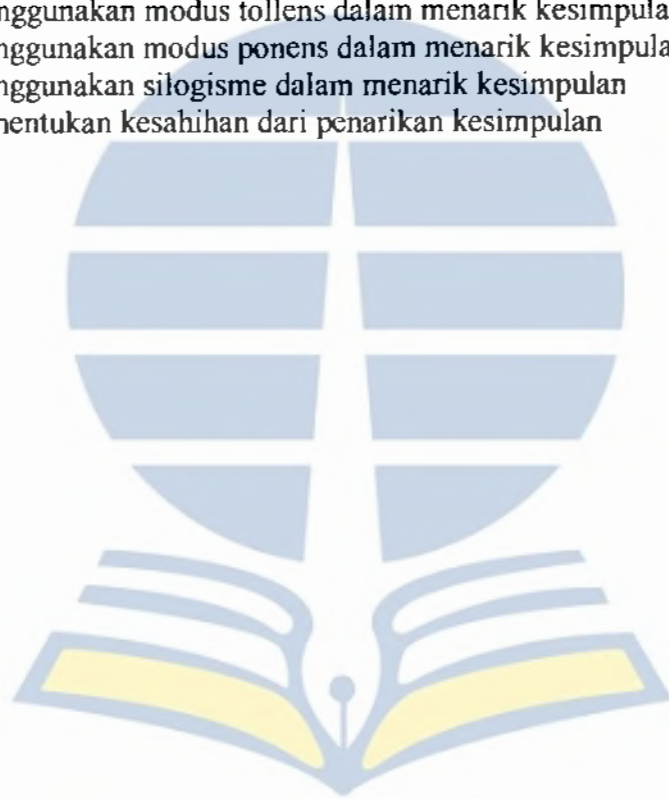 nggunakan modus tollens dalam menarik kesimpula
nggunakan modus ponens dalam menarik kesimpula
nggunakan silogisme dalam menarik kesimpulan
nentukan kesahihan dari penarikan kesimpulan